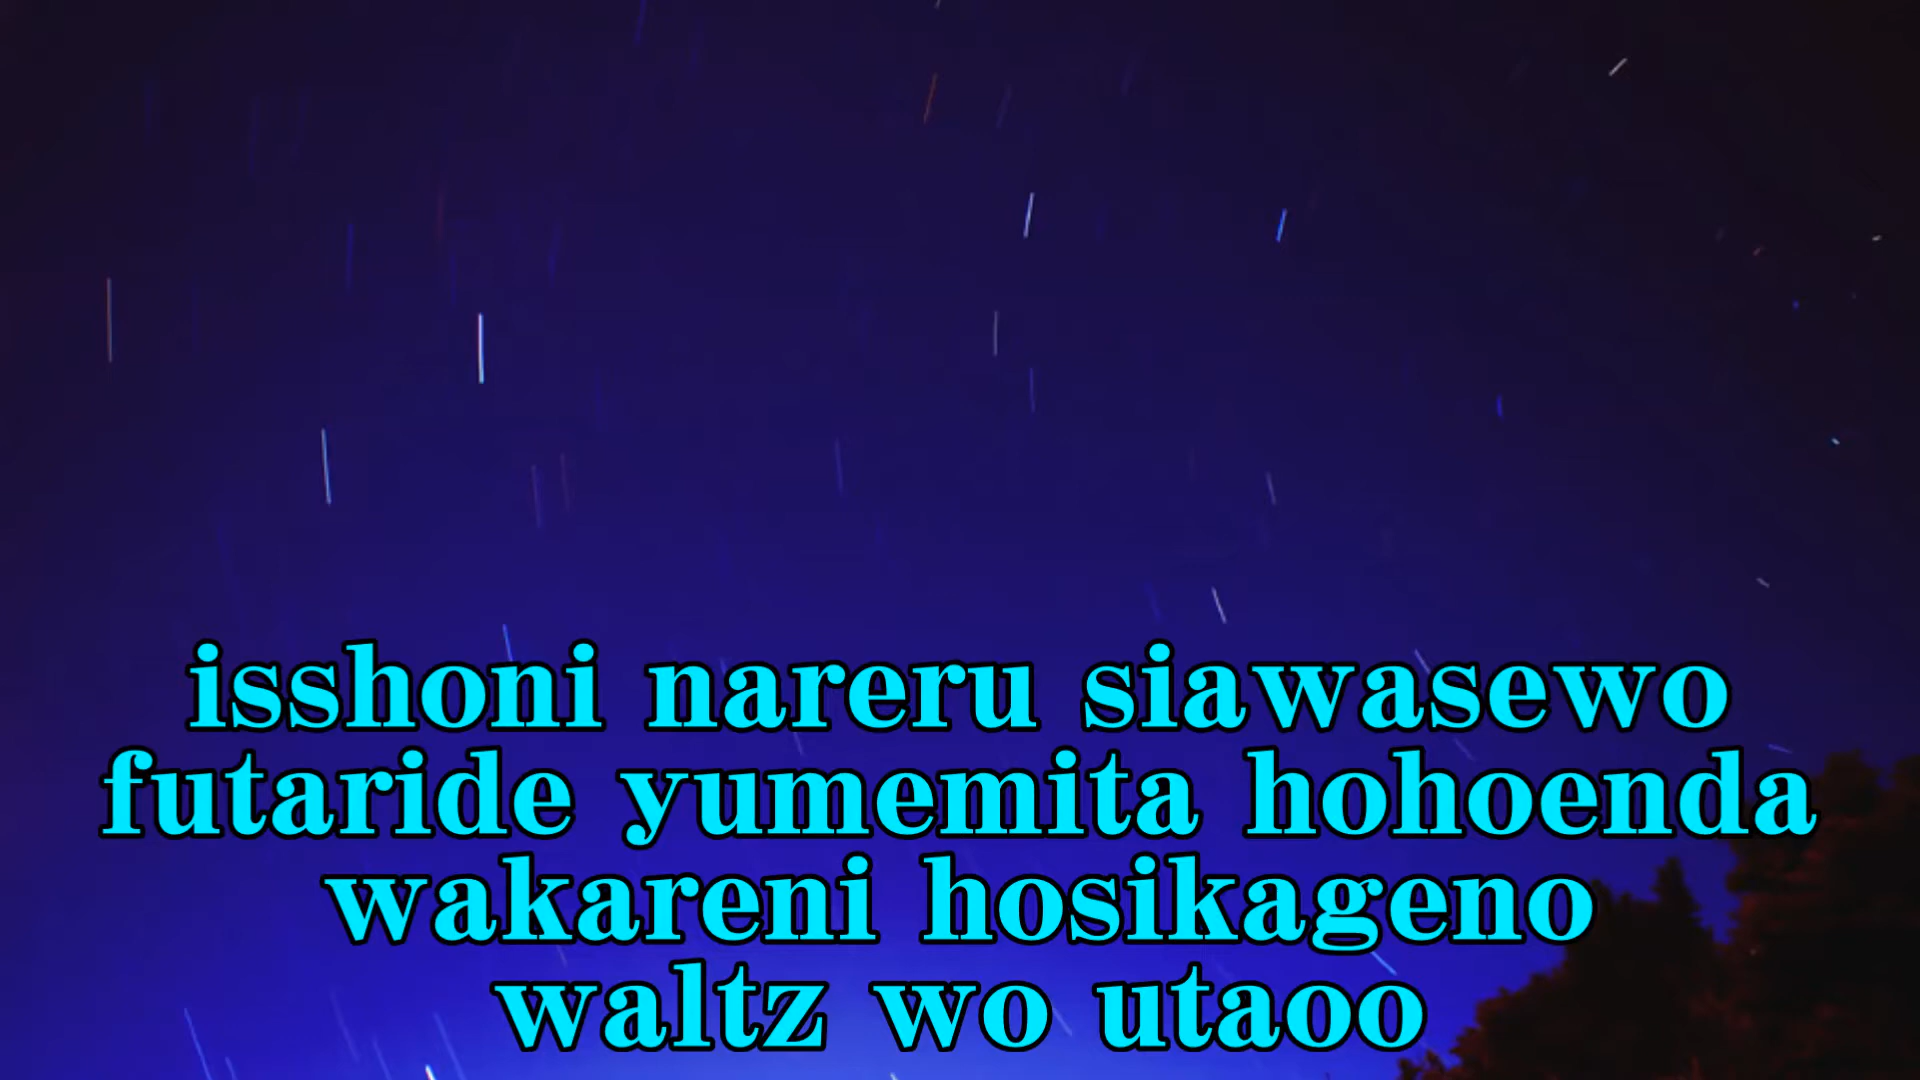 isshoni nareru siawasewo
futaride yumemita hohoenda
wakareni hosikageno
waltz wo utaoo